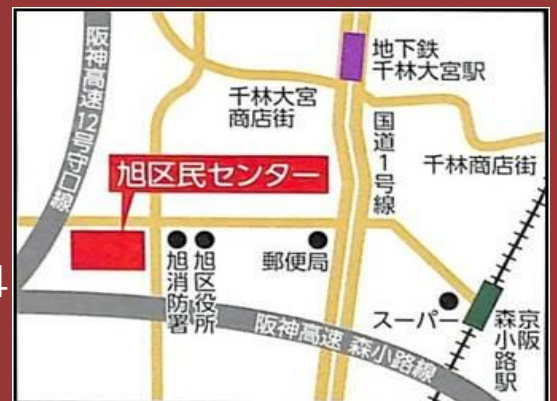 地下鉄
千林大宮駅
阪神高速12号守口線
千林大宮
商店街
国道1号線
千林商店街
旭区民センター
旭消防署
旭区役所
郵便局
スーパー
京阪
森小路駅
阪神高速 森小路線
4